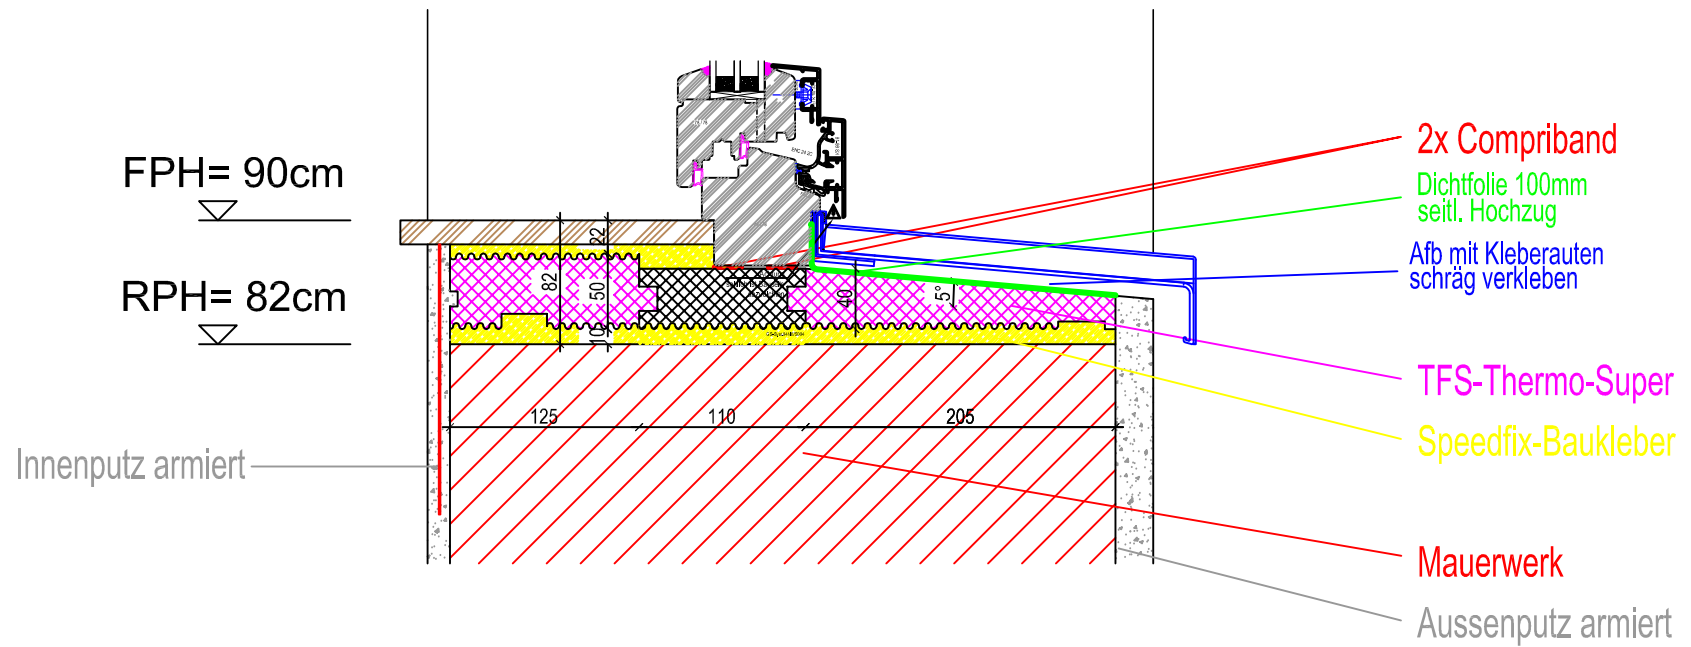 FPH= 90cm
RPH= 82cm
Innenputz armiert
2x Compriband
Dichtfolie 100mm
seitl. Hochzug
Afb mit Kleberauten
schräg verkleben
TFS-Thermo-Super
Speedfix-Baukleber
Mauerwerk
Aussenputz armiert
22
82
50
10
40
5°
125
110
205